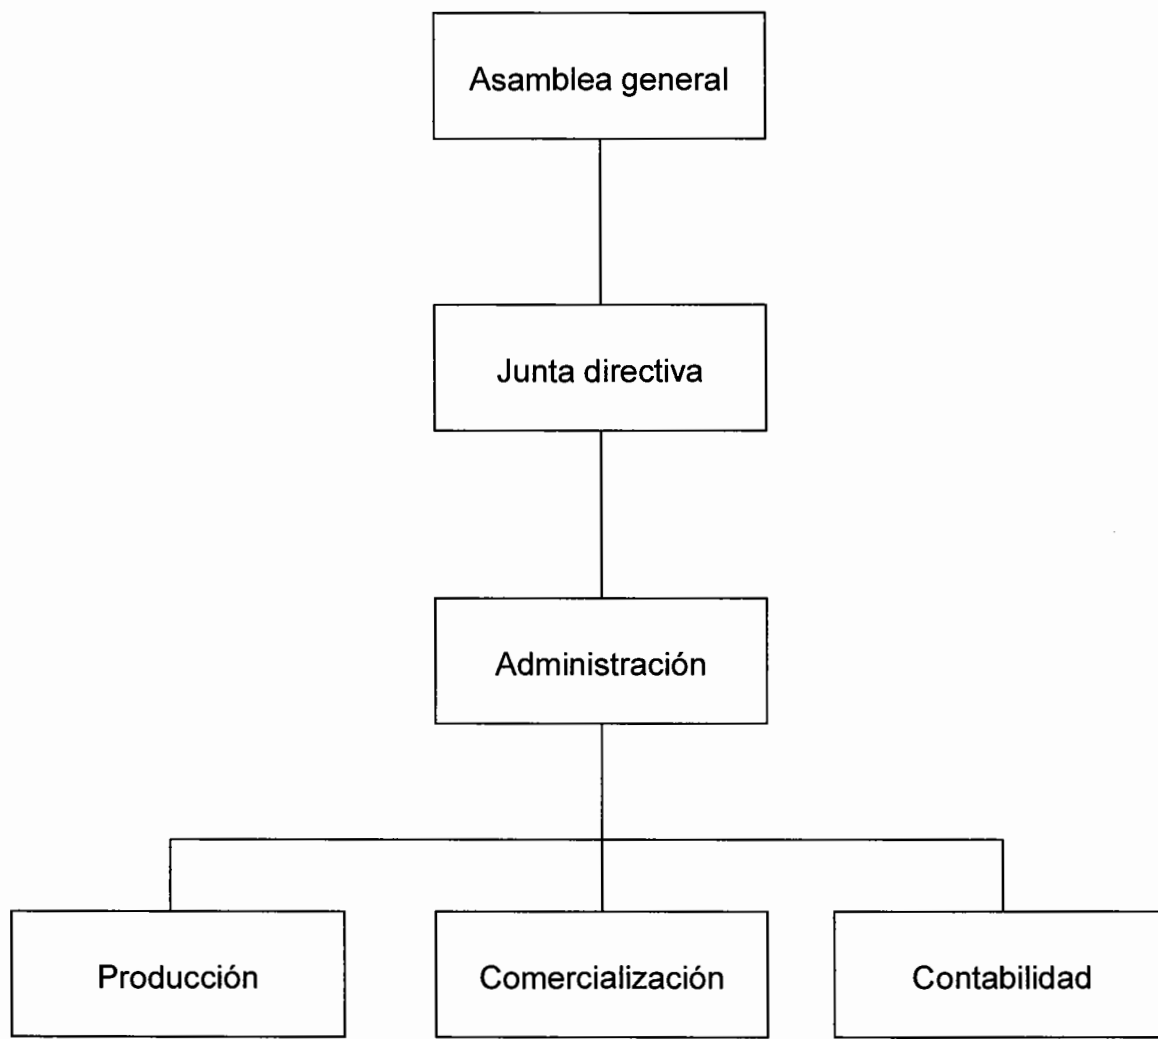 Asamblea general
Junta directiva
Administración
Producción
Comercialización
Contabilidad